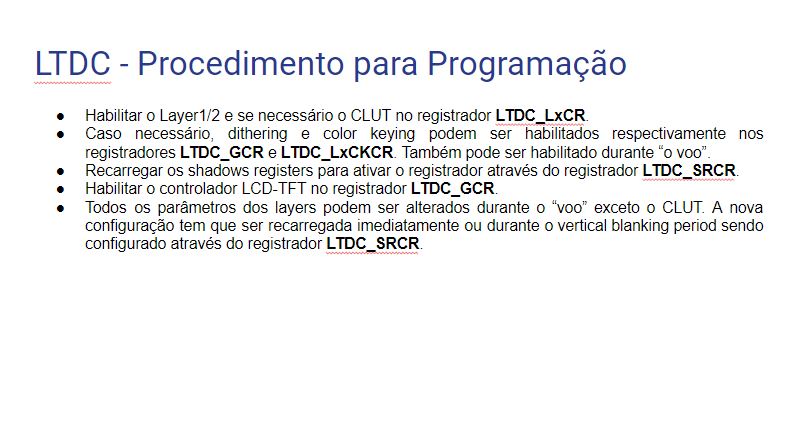 LTDC - Procedimento para Programação
● Habilitar o Layer1/2 e se necessário o CLUT no registrador LTDC_LxCR.
● Caso necessário, dithering e color keying podem ser habilitados respectivamente nos
registradores LTDC_GCR e LTDC_LxCKCR. Também pode ser habilitado durante “o voo”.
● Recarregar os shadows registers para ativar o registrador através do registrador LTDC_SRCR.
● Habilitar o controlador LCD-TFT no registrador LTDC_GCR.
● Todos os parâmetros dos layers podem ser alterados durante o “voo” exceto o CLUT. A nova
configuração tem que ser recarregada imediatamente ou durante o vertical blanking period sendo
configurado através do registrador LTDC_SRCR.